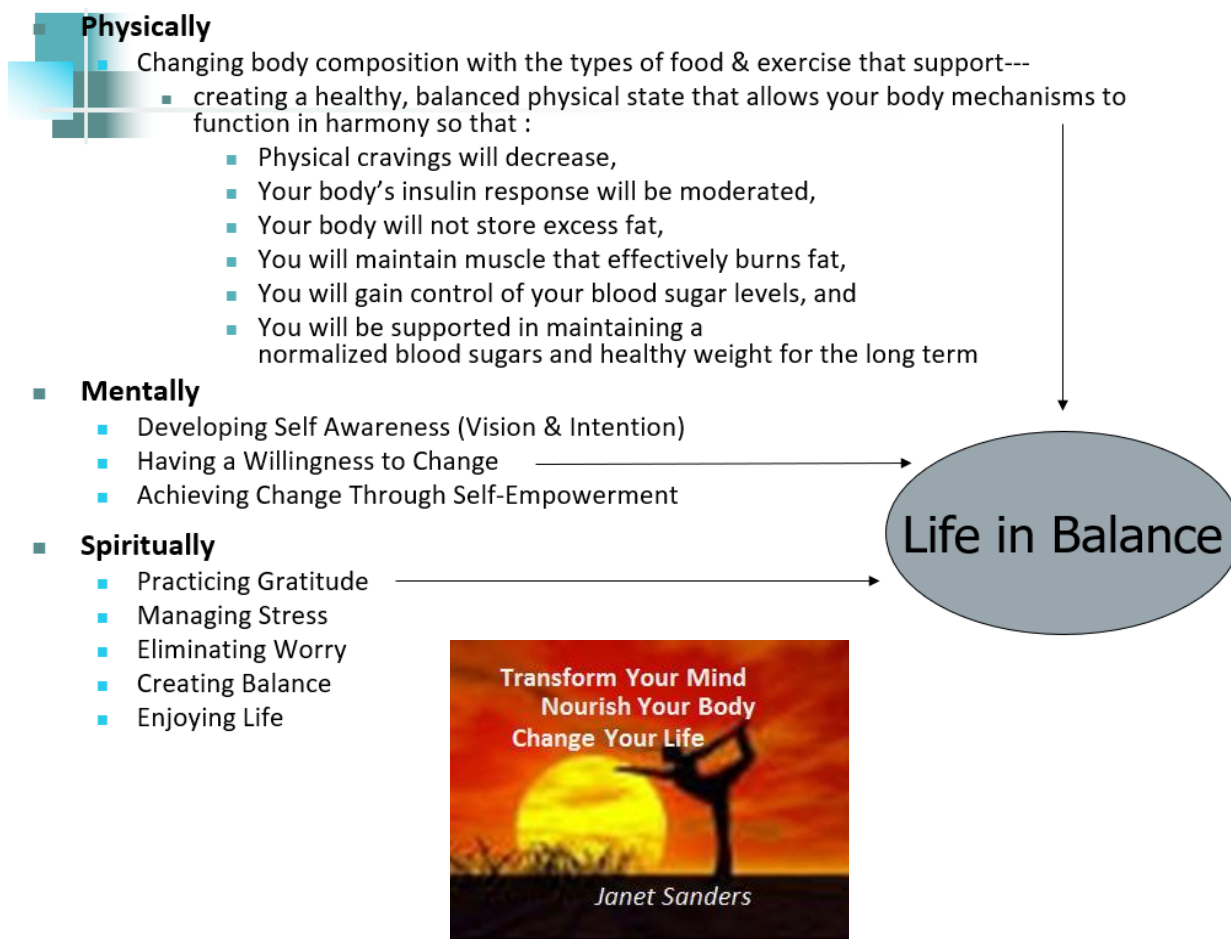 Physically
Changing body composition with the types of food & exercise that support---
creating a healthy, balanced physical state that allows your body mechanisms to
function in harmony so that :
Physical cravings will decrease,
Your body’s insulin response will be moderated,
Your body will not store excess fat,
You will maintain muscle that effectively burns fat,
You will gain control of your blood sugar levels, and
You will be supported in maintaining a
normalized blood sugars and healthy weight for the long term
Mentally
Developing Self Awareness (Vision & Intention)
Having a Willingness to Change
Achieving Change Through Self-Empowerment
Life in Balance
Spiritually
Practicing Gratitude
Managing Stress
Eliminating Worry
Creating Balance
Enjoying Life
Transform Your Mind
Nourish Your Body
Change Your Life
Janet Sanders